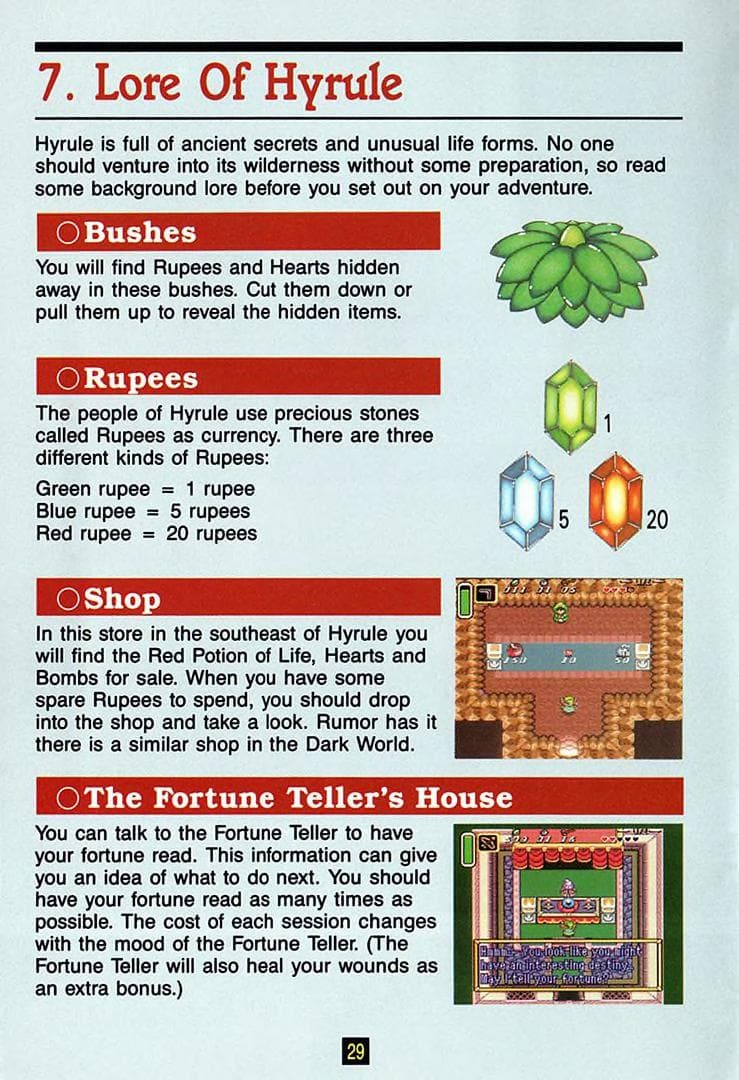 7. Lore Of Hyrule
Hyrule is full of ancient secrets and unusual life forms. No one
should venture into its wilderness without some preparation, so read
some background lore before you set out on your adventure.
Bushes
You will find Rupees and Hearts hidden
away in these bushes. Cut them down or
pull them up to reveal the hidden items.
Rupees
The people of Hyrule use precious stones
called Rupees as currency. There are three
different kinds of Rupees:
Green rupee = 1 rupee
Blue rupee = 5 rupees
Red rupee = 20 rupees
1
5
20
Shop
In this store in the southeast of Hyrule you
will find the Red Potion of Life, Hearts and
Bombs for sale. When you have some
spare Rupees to spend, you should drop
into the shop and take a look. Rumor has it
there is a similar shop in the Dark World.
150 10 50
The Fortune Teller's House
You can talk to the Fortune Teller to have
your fortune read. This information can give
you an idea of what to do next. You should
have your fortune read as many times as
possible. The cost of each session changes
with the mood of the Fortune Teller. (The
Fortune Teller will also heal your wounds as
an extra bonus.)
you look like you might
have an interesting destiny.
May I tell your fortune?
29